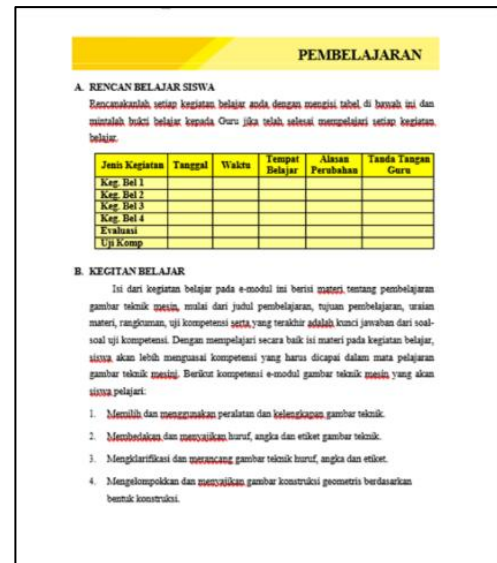 PEMBELAJARAN
A. RENCAN BELAJAR SISWA
Rencanakanlah setiap kegiatan belajar anda dengan mengisi tabel di bawah ini dan
mintalah bukti belajar kepada Guru jika telah selesai mempelajari setiap kegiatan
belajar.
Jenis Kegiatan Tanggal Waktu Tempat Belajar Alasan Perubahan Tanda Tangan Guru
Keg. Bel 1
Keg. Bel 2
Keg. Bel 3
Keg. Bel 4
Evaluasi
Uji Komp
B. KEGITAN BELAJAR
Isi dari kegiatan belajar pada e-modul ini berisi materi tentang pembelajaran
gambar teknik mesin, mulai dari judul pembelajaran, tujuan pembelajaran, uraian
materi, rangkuman, uji kompetensi serta yang terakhir adalah kunci jawaban dari soal-
soal uji kompetensi. Dengan mempelajari secara baik isi materi pada kegiatan belajar,
siswa akan lebih menguasai kompetensi yang harus dicapai dalam mata pelajaran
gambar teknik mesini. Berikut kompetensi e-modul gambar teknik mesin yang akan
siswa pelajari:
1. Memilih dan menggunakan peralatan dan kelengkapan gambar teknik.
2. Membedakan dan menyajikan huruf, angka dan etiket gambar teknik.
3. Mengklarifikasi dan merancang gambar teknik huruf, angka dan etiket.
4. Mengelompokkan dan menyajikan gambar konstruksi geometris berdasarkan
bentuk konstruksi.